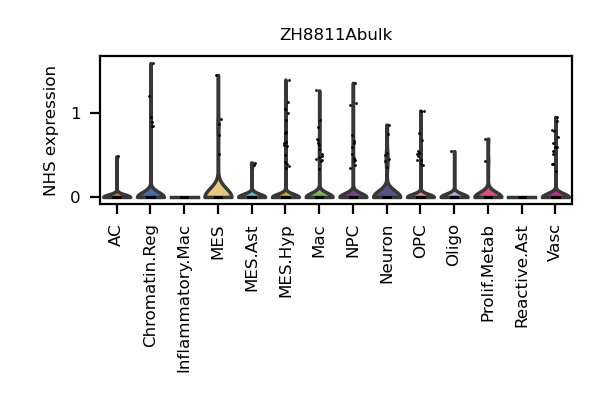 ZH8811Abulk
NHS expression
1
0
AC
Chromatin.Reg
Inflammatory.Mac
MES
MES.Ast
MES.Hyp
Mac
NPC
Neuron
OPC
Oligo
Prolif.Metab
Reactive.Ast
Vasc